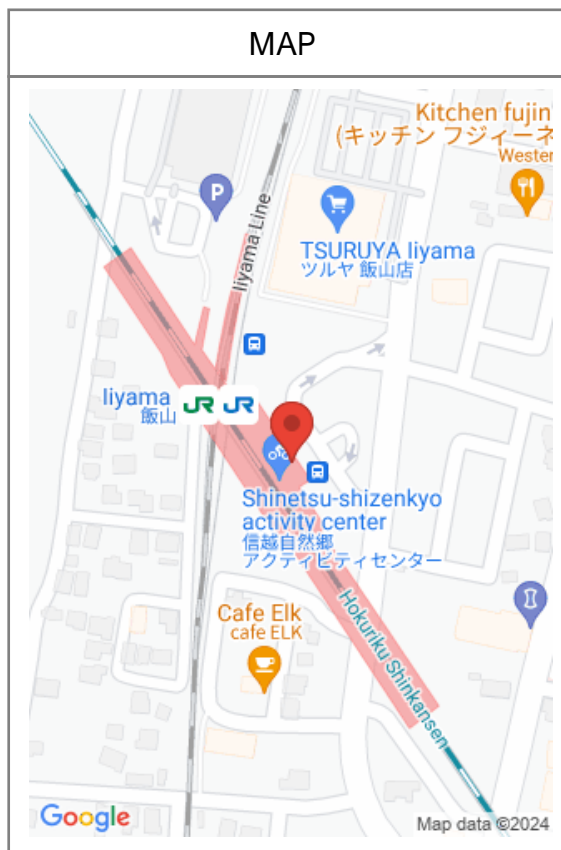 MAP
Kitchen fujin
(キッチン フジィーネ
Wester
P
Iiyama Line
TSURUYA Iiyama
ツルヤ 飯山店
Iiyama
飯山
JR JR
Shinetsu-shizenkyo
activity center
信越自然郷
アクティビティセンター
Cafe Elk
cafe ELK
Hokuriku Shinkansen
Google
Map data ©2024